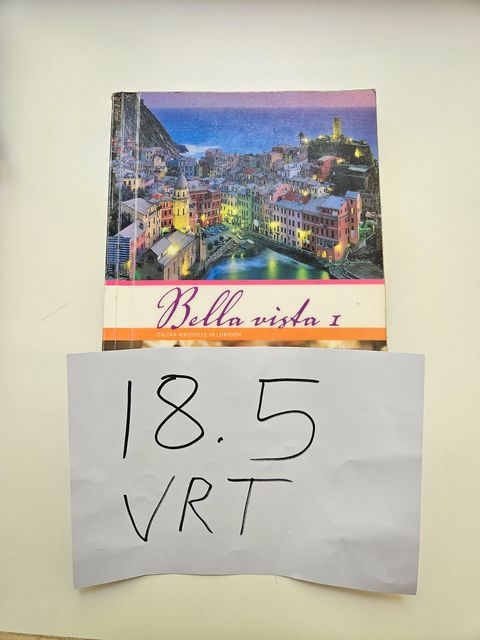 Bella vista 1
ITALIAA AIKUISILLE JA LUKIOON
18.5
VRT